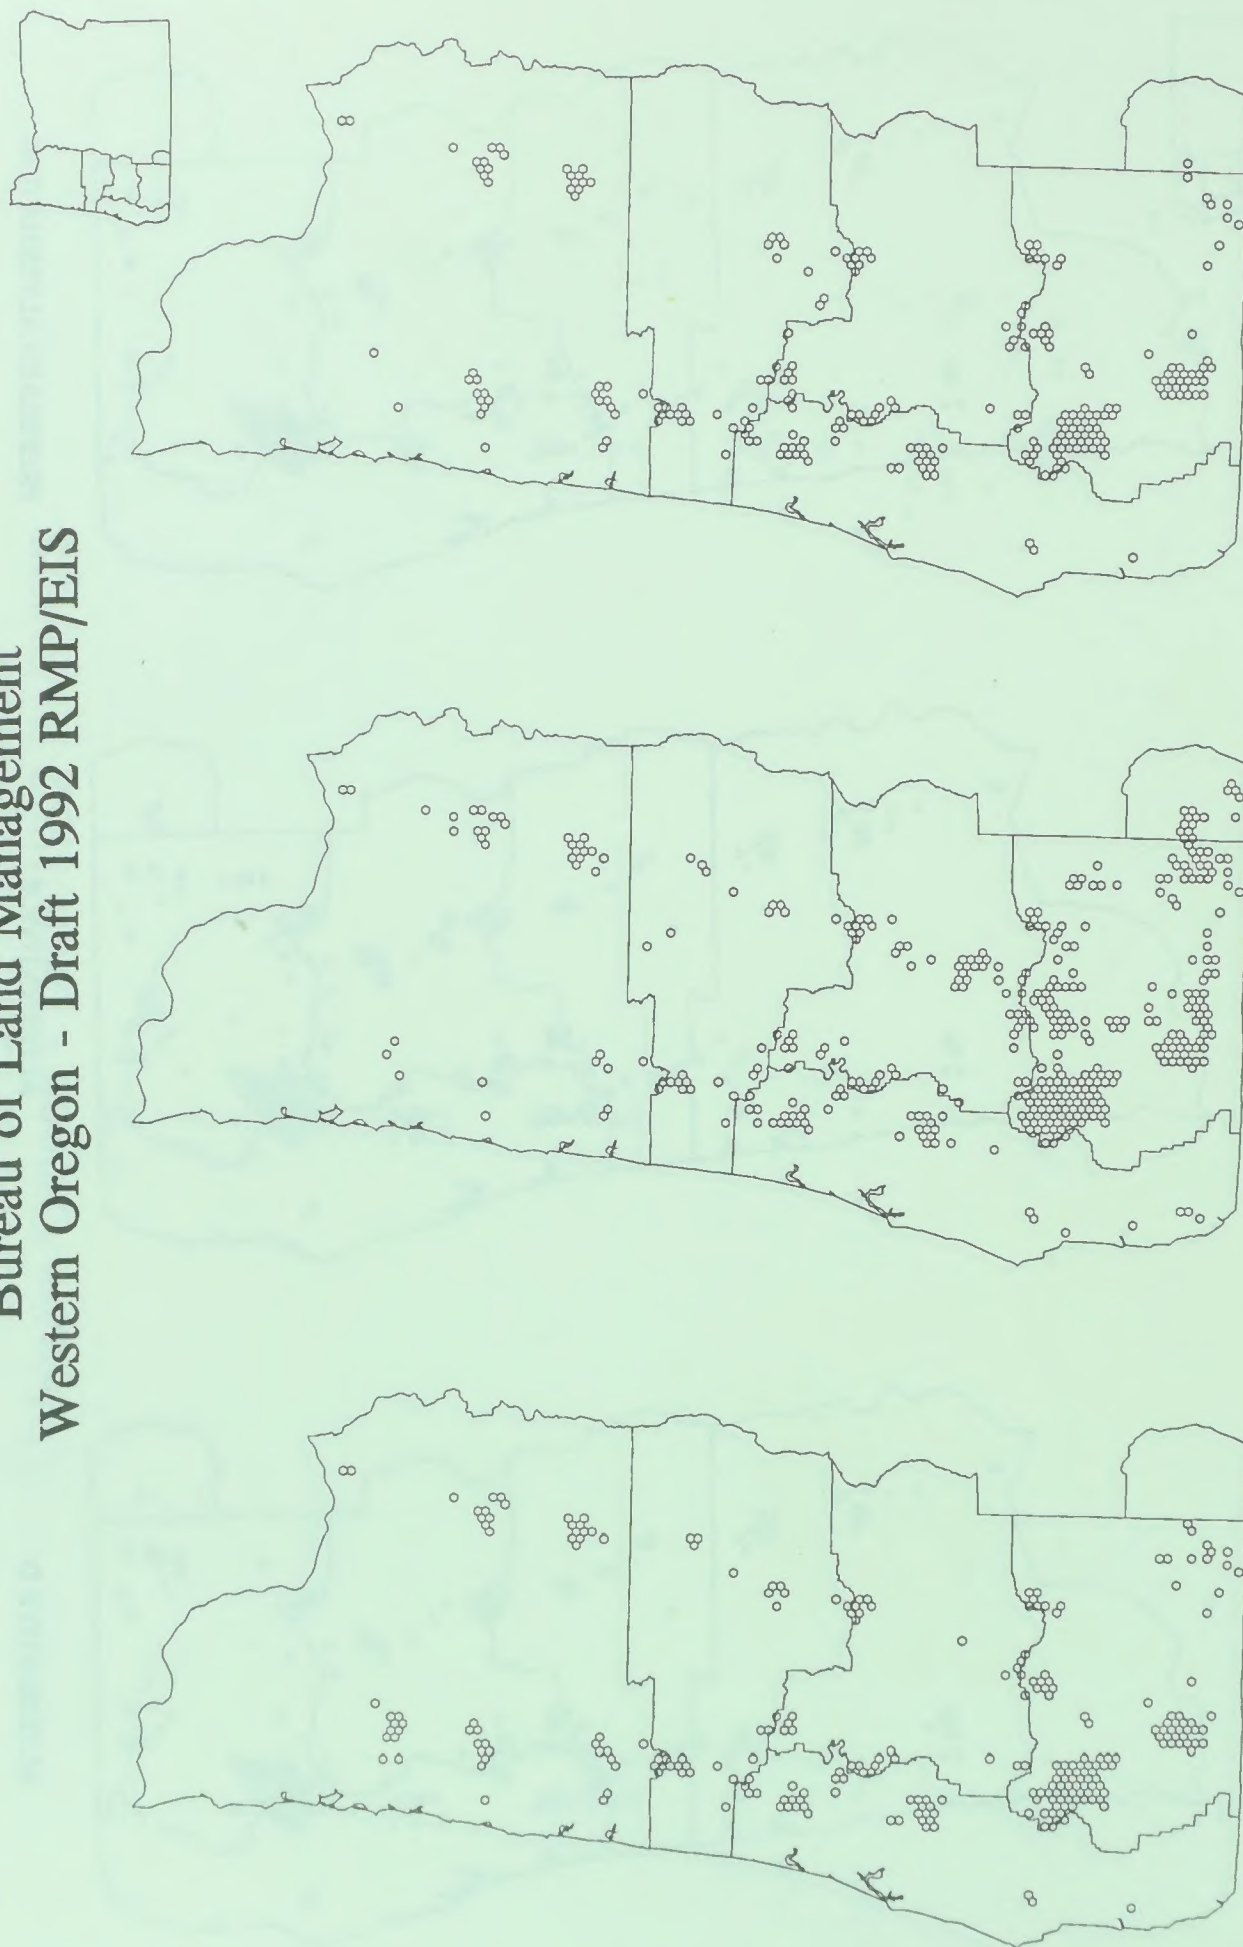 Bureau of Land Management
Western Oregon - Draft 1992 RMP/EIS